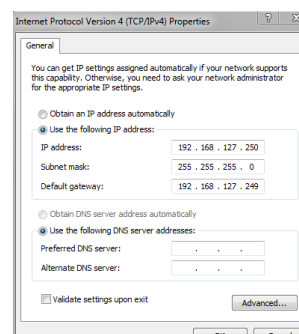 Internet Protocol Version 4 (TCP/IPv4) Properties
General
You can get IP settings assigned automatically if your network supports
this capability. Otherwise, you need to ask your network administrator
for the appropriate IP settings.
Obtain an IP address automatically
Use the following IP address:
IP address: 192 . 168 . 127 . 250
Subnet mask: 255 . 255 . 255 . 0
Default gateway: 192 . 168 . 127 . 249
Obtain DNS server address automatically
Use the following DNS server addresses:
Preferred DNS server: . . .
Alternate DNS server: . . .
Validate settings upon exit
Advanced...